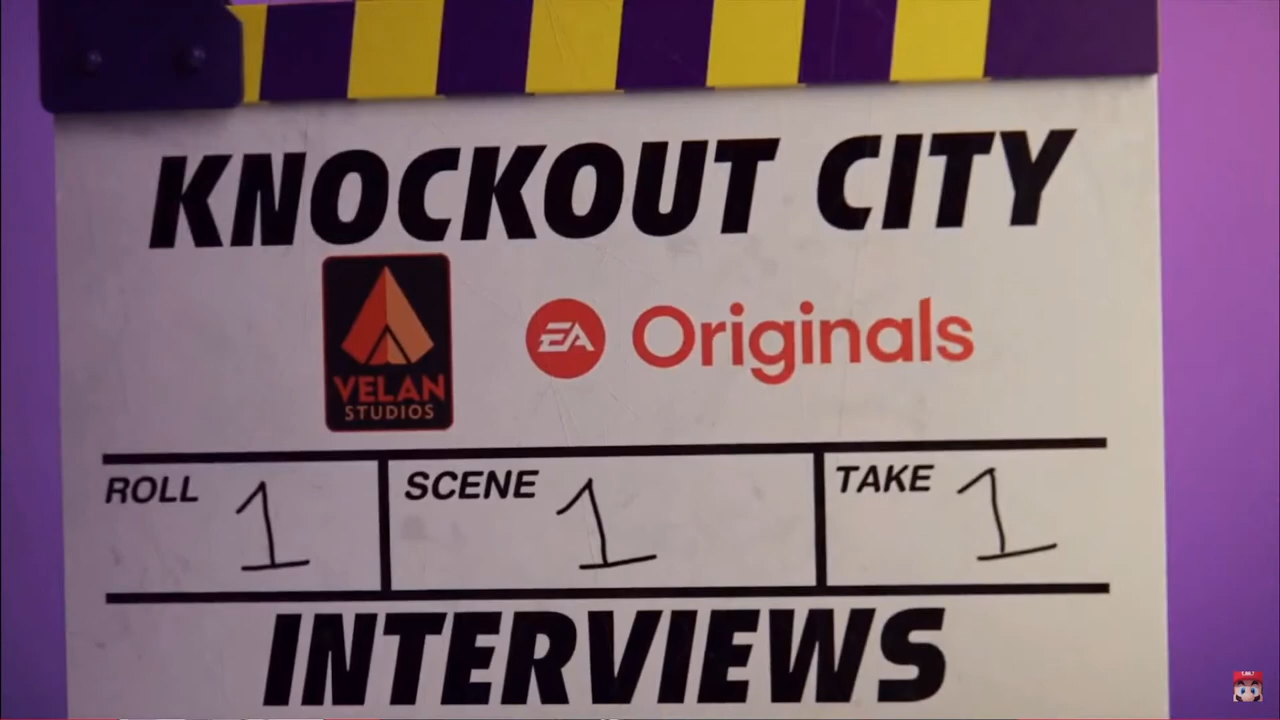 KNOCKOUT CITY
VELAN
STUDIOS
EA Originals
ROLL 1 SCENE 1 TAKE 1
INTERVIEWS